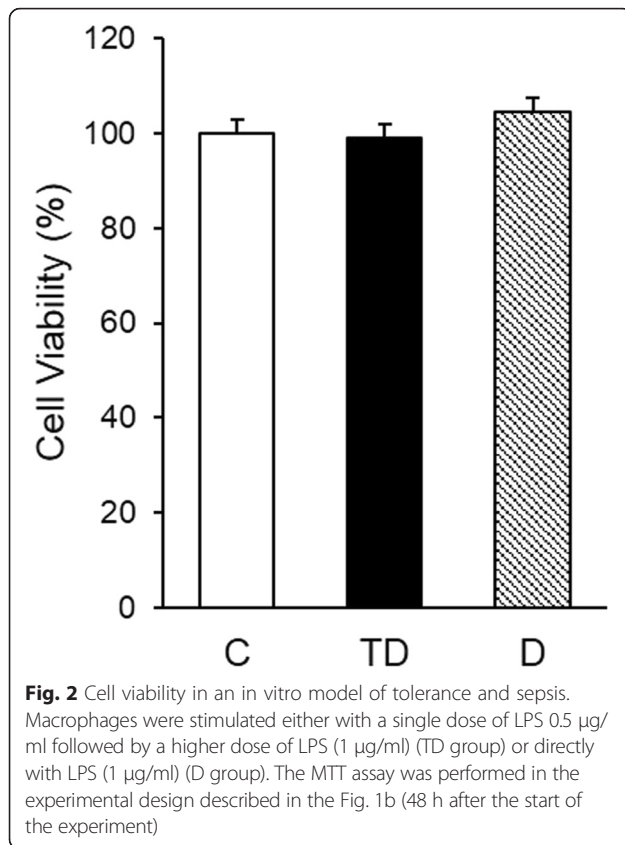 120
100
80
60
40
20
0
Cell Viability (%)
C TD D
Fig. 2 Cell viability in an in vitro model of tolerance and sepsis.
Macrophages were stimulated either with a single dose of LPS 0.5 μg/
ml followed by a higher dose of LPS (1 μg/ml) (TD group) or directly
with LPS (1 μg/ml) (D group). The MTT assay was performed in the
experimental design described in the Fig. 1b (48 h after the start of
the experiment)